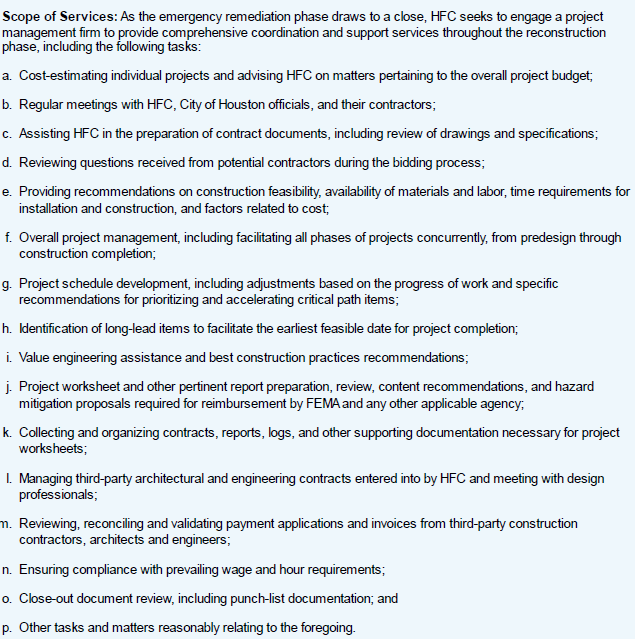 Scope of Services: As the emergency remediation phase draws to a close, HFC seeks to engage a project
management firm to provide comprehensive coordination and support services throughout the reconstruction
phase, including the following tasks:
a. Cost-estimating individual projects and advising HFC on matters pertaining to the overall project budget;
b. Regular meetings with HFC, City of Houston officials, and their contractors;
c. Assisting HFC in the preparation of contract documents, including review of drawings and specifications;
d. Reviewing questions received from potential contractors during the bidding process;
e. Providing recommendations on construction feasibility, availability of materials and labor, time requirements for
installation and construction, and factors related to cost;
f. Overall project management, including facilitating all phases of projects concurrently, from predesign through
construction completion;
g. Project schedule development, including adjustments based on the progress of work and specific
recommendations for prioritizing and accelerating critical path items;
h. Identification of long-lead items to facilitate the earliest feasible date for project completion;
i. Value engineering assistance and best construction practices recommendations;
j. Project worksheet and other pertinent report preparation, review, content recommendations, and hazard
mitigation proposals required for reimbursement by FEMA and any other applicable agency;
k. Collecting and organizing contracts, reports, logs, and other supporting documentation necessary for project
worksheets;
l. Managing third-party architectural and engineering contracts entered into by HFC and meeting with design
professionals;
m. Reviewing, reconciling and validating payment applications and invoices from third-party construction
contractors, architects and engineers;
n. Ensuring compliance with prevailing wage and hour requirements;
o. Close-out document review, including punch-list documentation; and
p. Other tasks and matters reasonably relating to the foregoing.